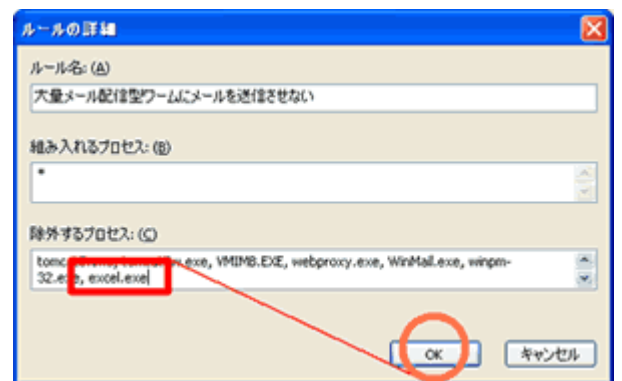 ルールの詳細
ルール名: (A)
大量メール配信型ワームにメールを送信させない
組み入れるプロセス: (B)
*
除外するプロセス: (C)
VMIMB.EXE, webproxy.exe, WinMail.exe, winpm-
32.exe, excel.exe
OK キャンセル